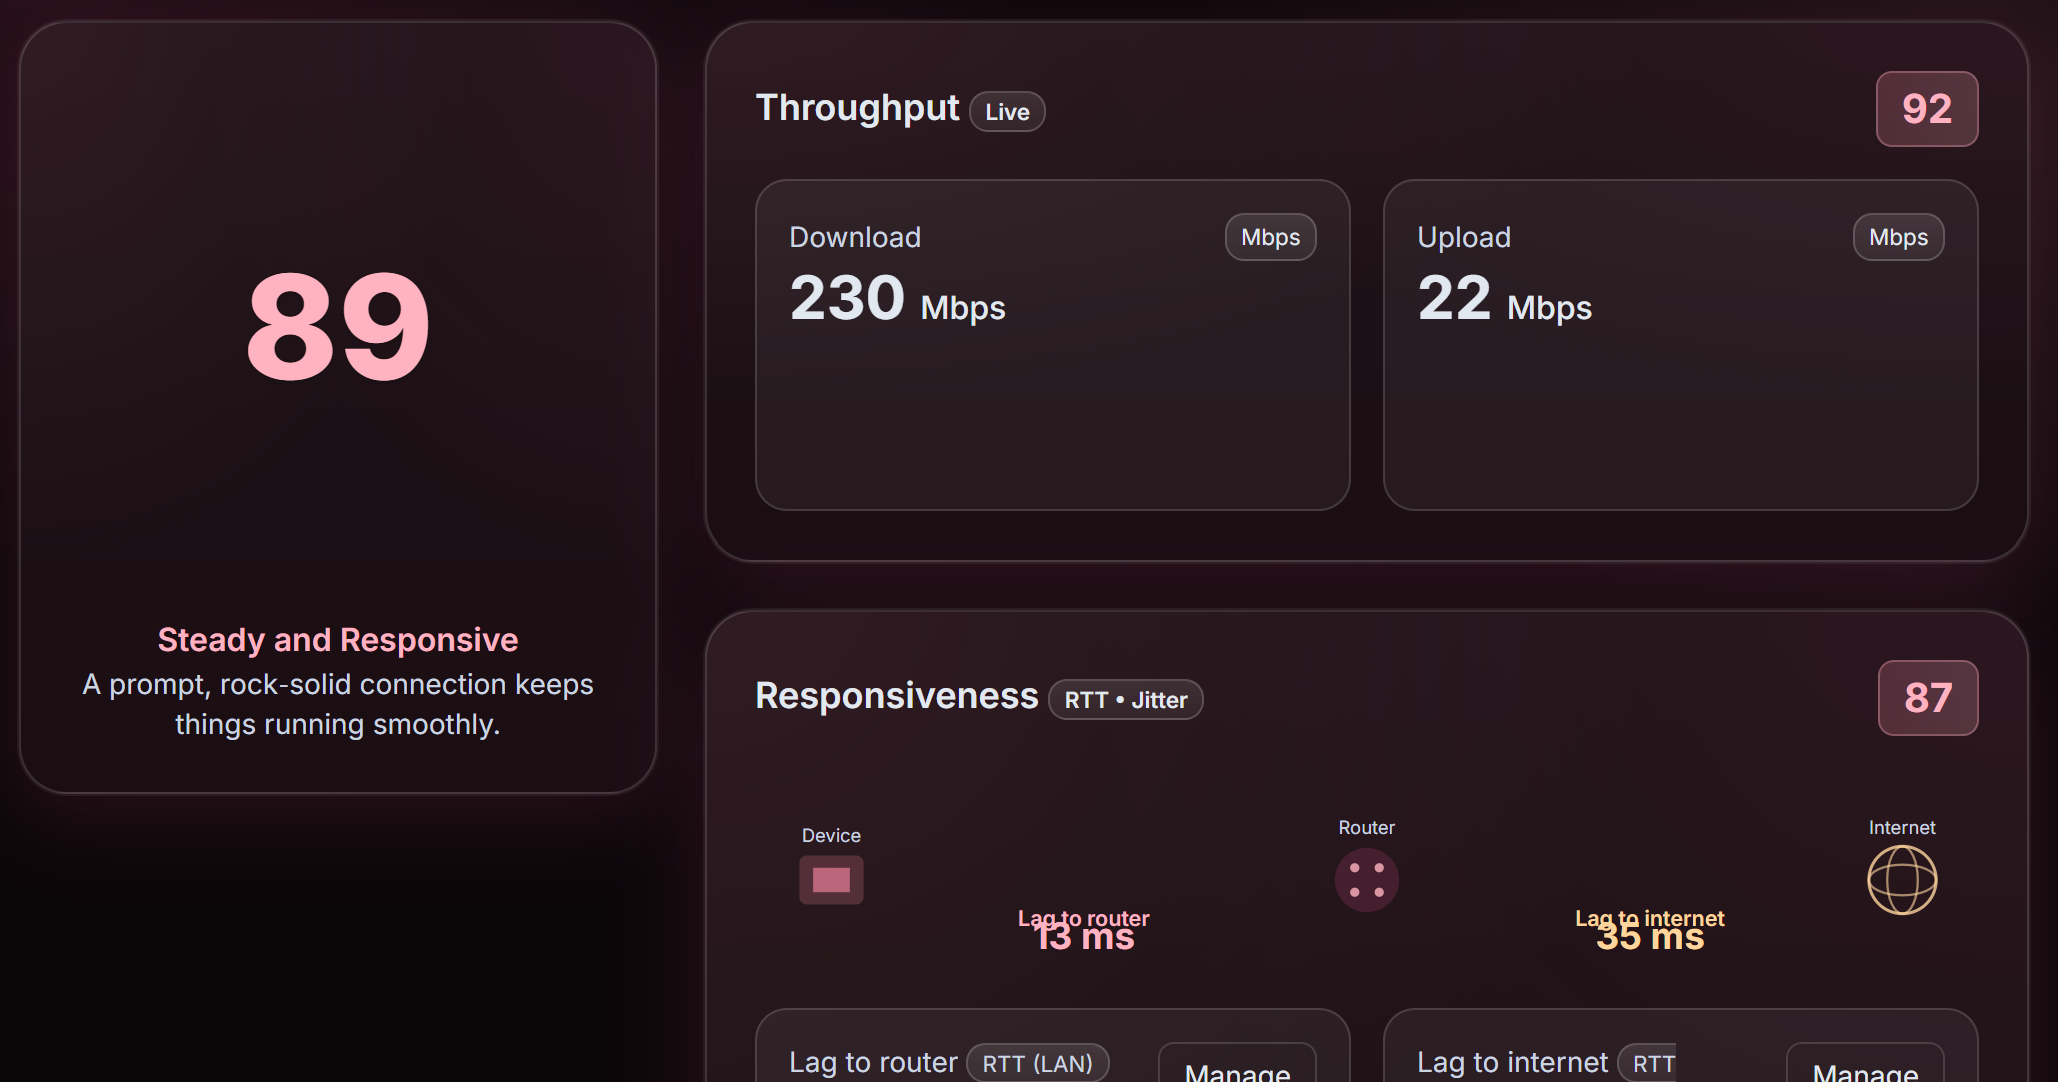 89
Steady and Responsive
A prompt, rock-solid connection keeps
things running smoothly.
Throughput Live
92
Download Mbps
230 Mbps
Upload Mbps
22 Mbps
Responsiveness RTT • Jitter
87
Device
Router
Internet
Lag to router
13 ms
Lag to internet
35 ms
Lag to router RTT (LAN) Manage
Lag to internet RTT Manage